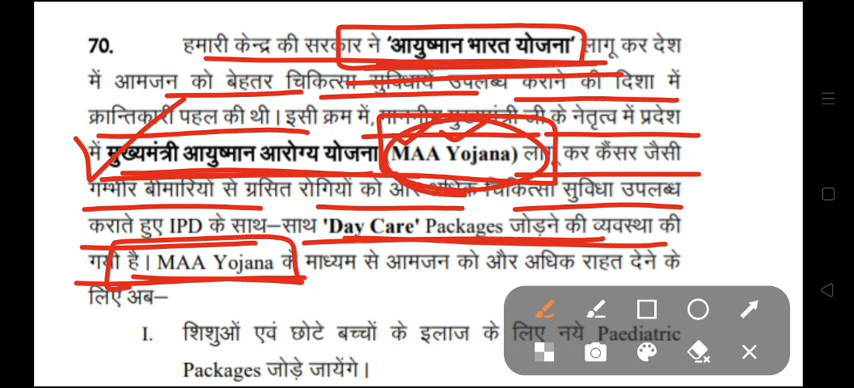 70. हमारी केन्द्र की सरकार ने ‘आयुष्मान भारत योजना’ लागू कर देश
में आमजन को बेहतर चिकित्सा सुविधायें उपलब्ध कराने की दिशा में
क्रान्तिकारी पहल की थी। इसी क्रम में, माननीय मुख्यमंत्री जी के नेतृत्व में प्रदेश
में मुख्यमंत्री आयुष्मान आरोग्य योजना (MAA Yojana) लागू कर कैंसर जैसी
गम्भीर बीमारियो से ग्रसित रोगियों को और अधिक चिकित्सा सुविधा उपलब्ध
कराते हुए IPD के साथ–साथ 'Day Care' Packages जोड़ने की व्यवस्था की
गयी है। MAA Yojana के माध्यम से आमजन को और अधिक राहत देने के
लिए अब–
I. शिशुओं एवं छोटे बच्चों के इलाज के लिए नये Paediatric
Packages जोड़े जायेंगे।